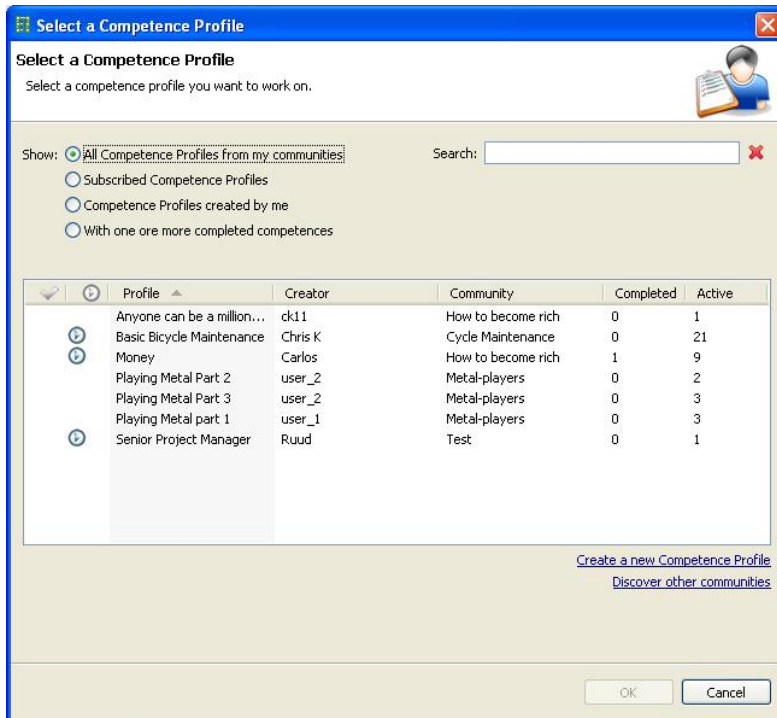 Select a Competence Profile
Select a Competence Profile
Select a competence profile you want to work on.
Show: All Competence Profiles from my communities Search:
Subscribed Competence Profiles
Competence Profiles created by me
With one ore more completed competences
Profile Creator Community Completed Active
Anyone can be a million... ck11 How to become rich 0 1
Basic Bicycle Maintenance Chris K Cycle Maintenance 0 21
Money Carlos How to become rich 1 9
Playing Metal Part 2 user_2 Metal-players 0 2
Playing Metal Part 3 user_2 Metal-players 0 3
Playing Metal part 1 user_1 Metal-players 0 3
Senior Project Manager Ruud Test 0 1
Create a new Competence Profile
Discover other communities
OK Cancel